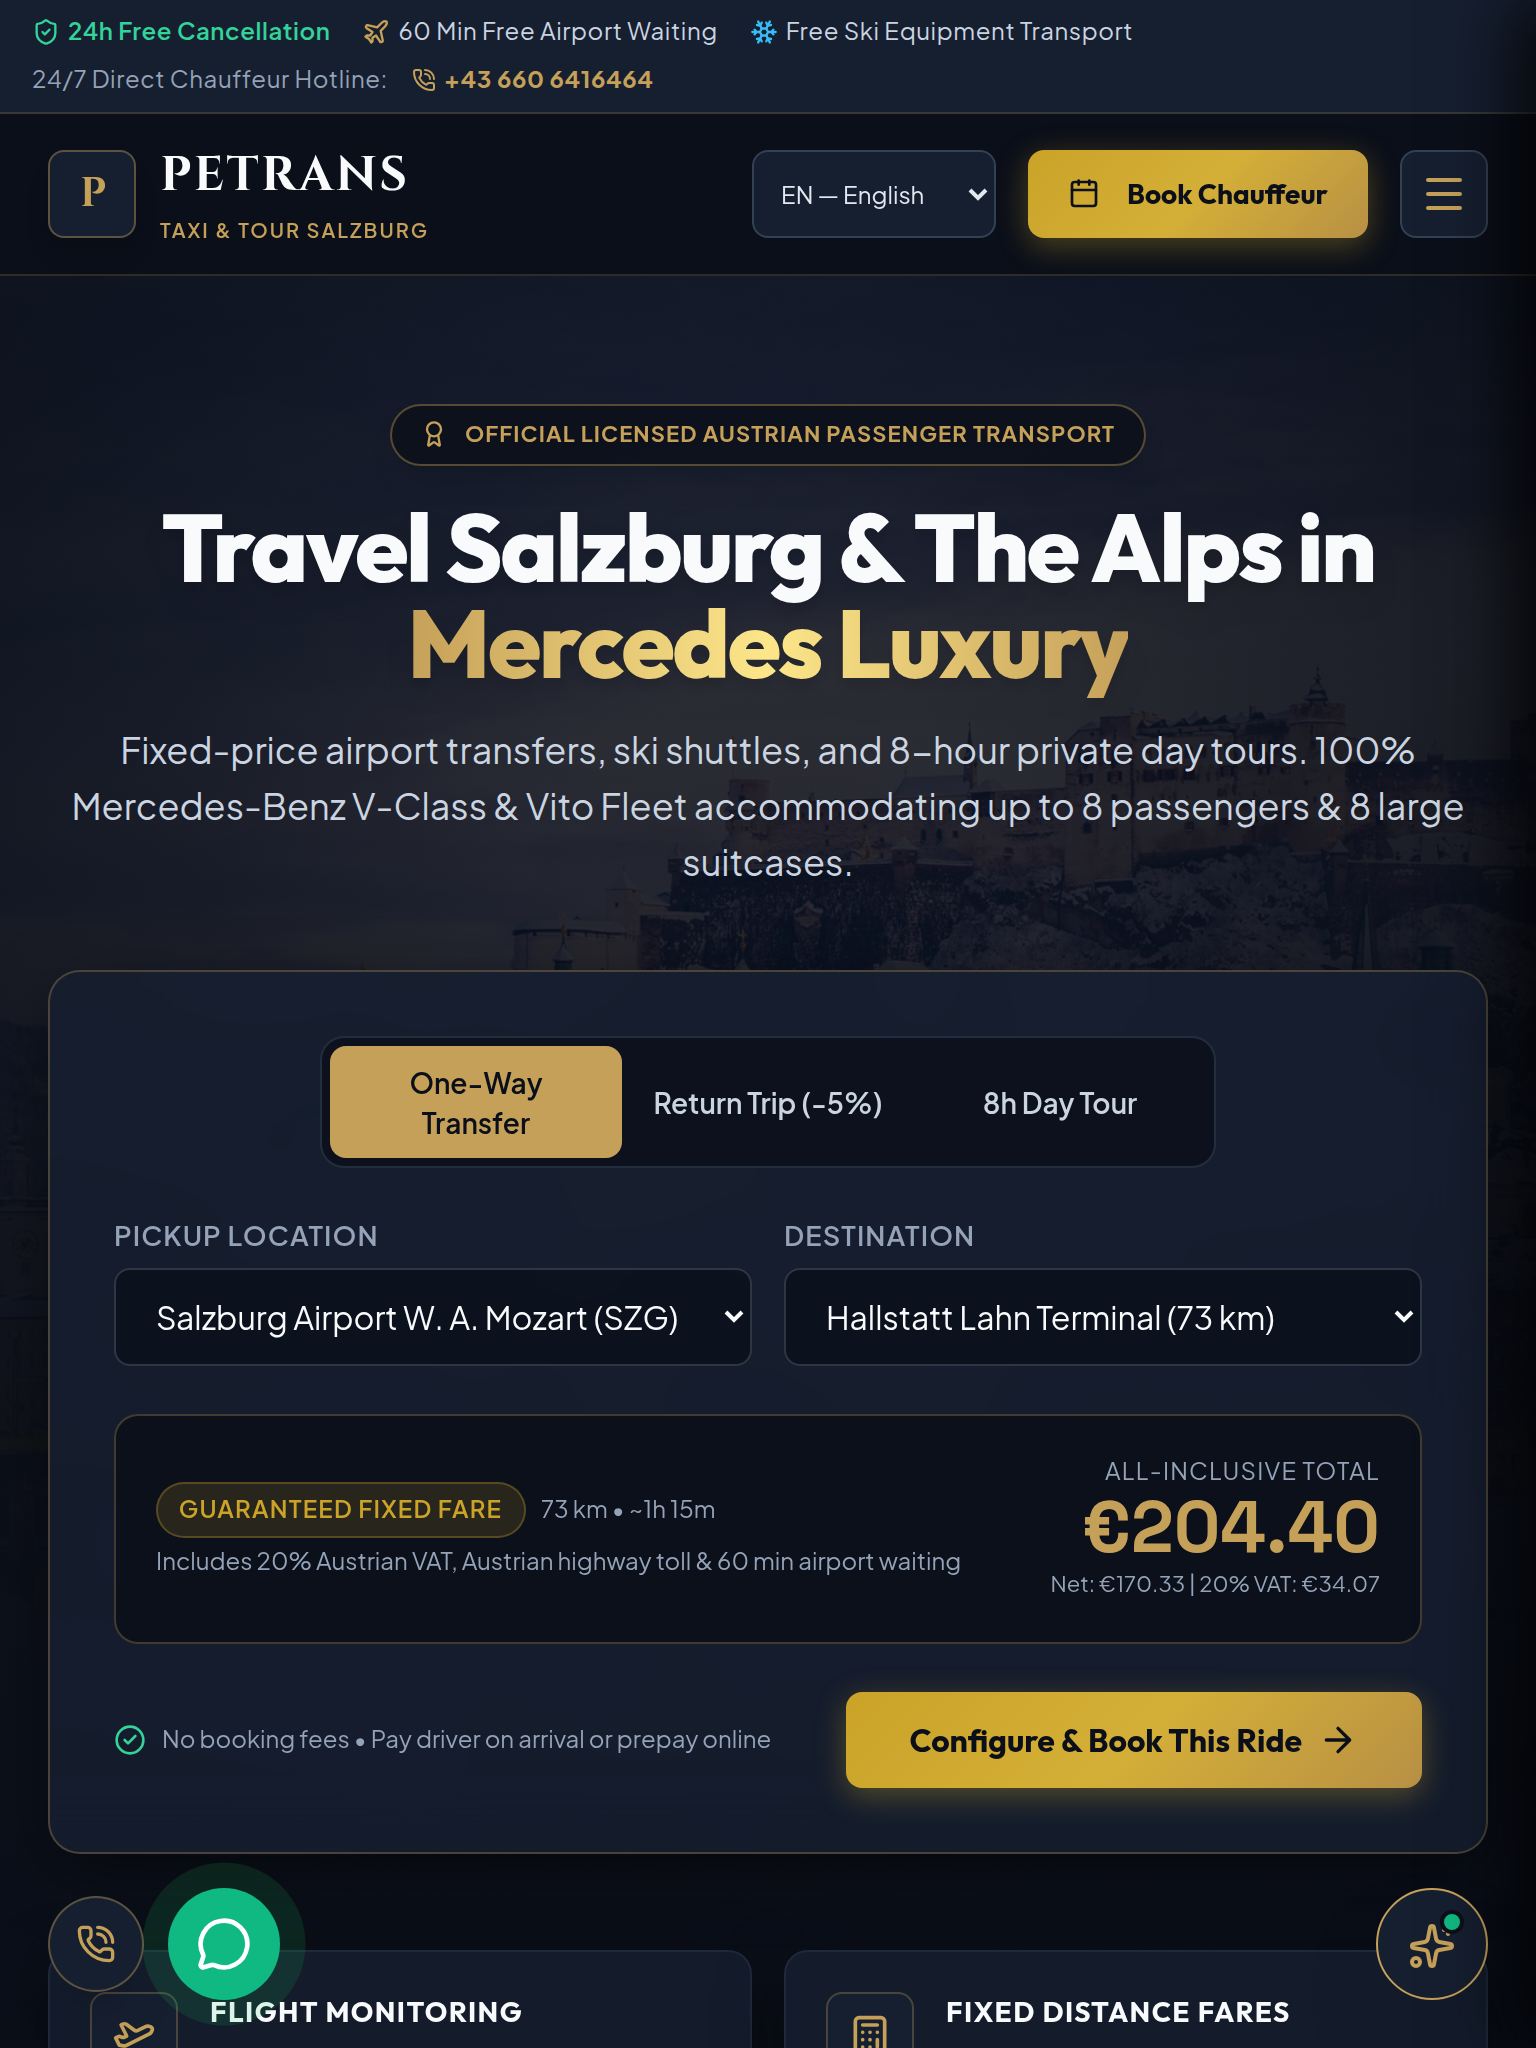 24h Free Cancellation
60 Min Free Airport Waiting
Free Ski Equipment Transport
24/7 Direct Chauffeur Hotline:
+43 660 6416464
P
PETRANS
TAXI & TOUR SALZBURG
EN — English
Book Chauffeur
OFFICIAL LICENSED AUSTRIAN PASSENGER TRANSPORT
Travel Salzburg & The Alps in
Mercedes Luxury
Fixed-price airport transfers, ski shuttles, and 8-hour private day tours. 100%
Mercedes-Benz V-Class & Vito Fleet accommodating up to 8 passengers & 8 large
suitcases.
One-Way
Transfer
Return Trip (-5%)
8h Day Tour
PICKUP LOCATION
DESTINATION
Salzburg Airport W. A. Mozart (SZG)
Hallstatt Lahn Terminal (73 km)
GUARANTEED FIXED FARE
73 km • ~1h 15m
Includes 20% Austrian VAT, Austrian highway toll & 60 min airport waiting
ALL-INCLUSIVE TOTAL
€204.40
Net: €170.33 | 20% VAT: €34.07
No booking fees • Pay driver on arrival or prepay online
Configure & Book This Ride
FLIGHT MONITORING
FIXED DISTANCE FARES